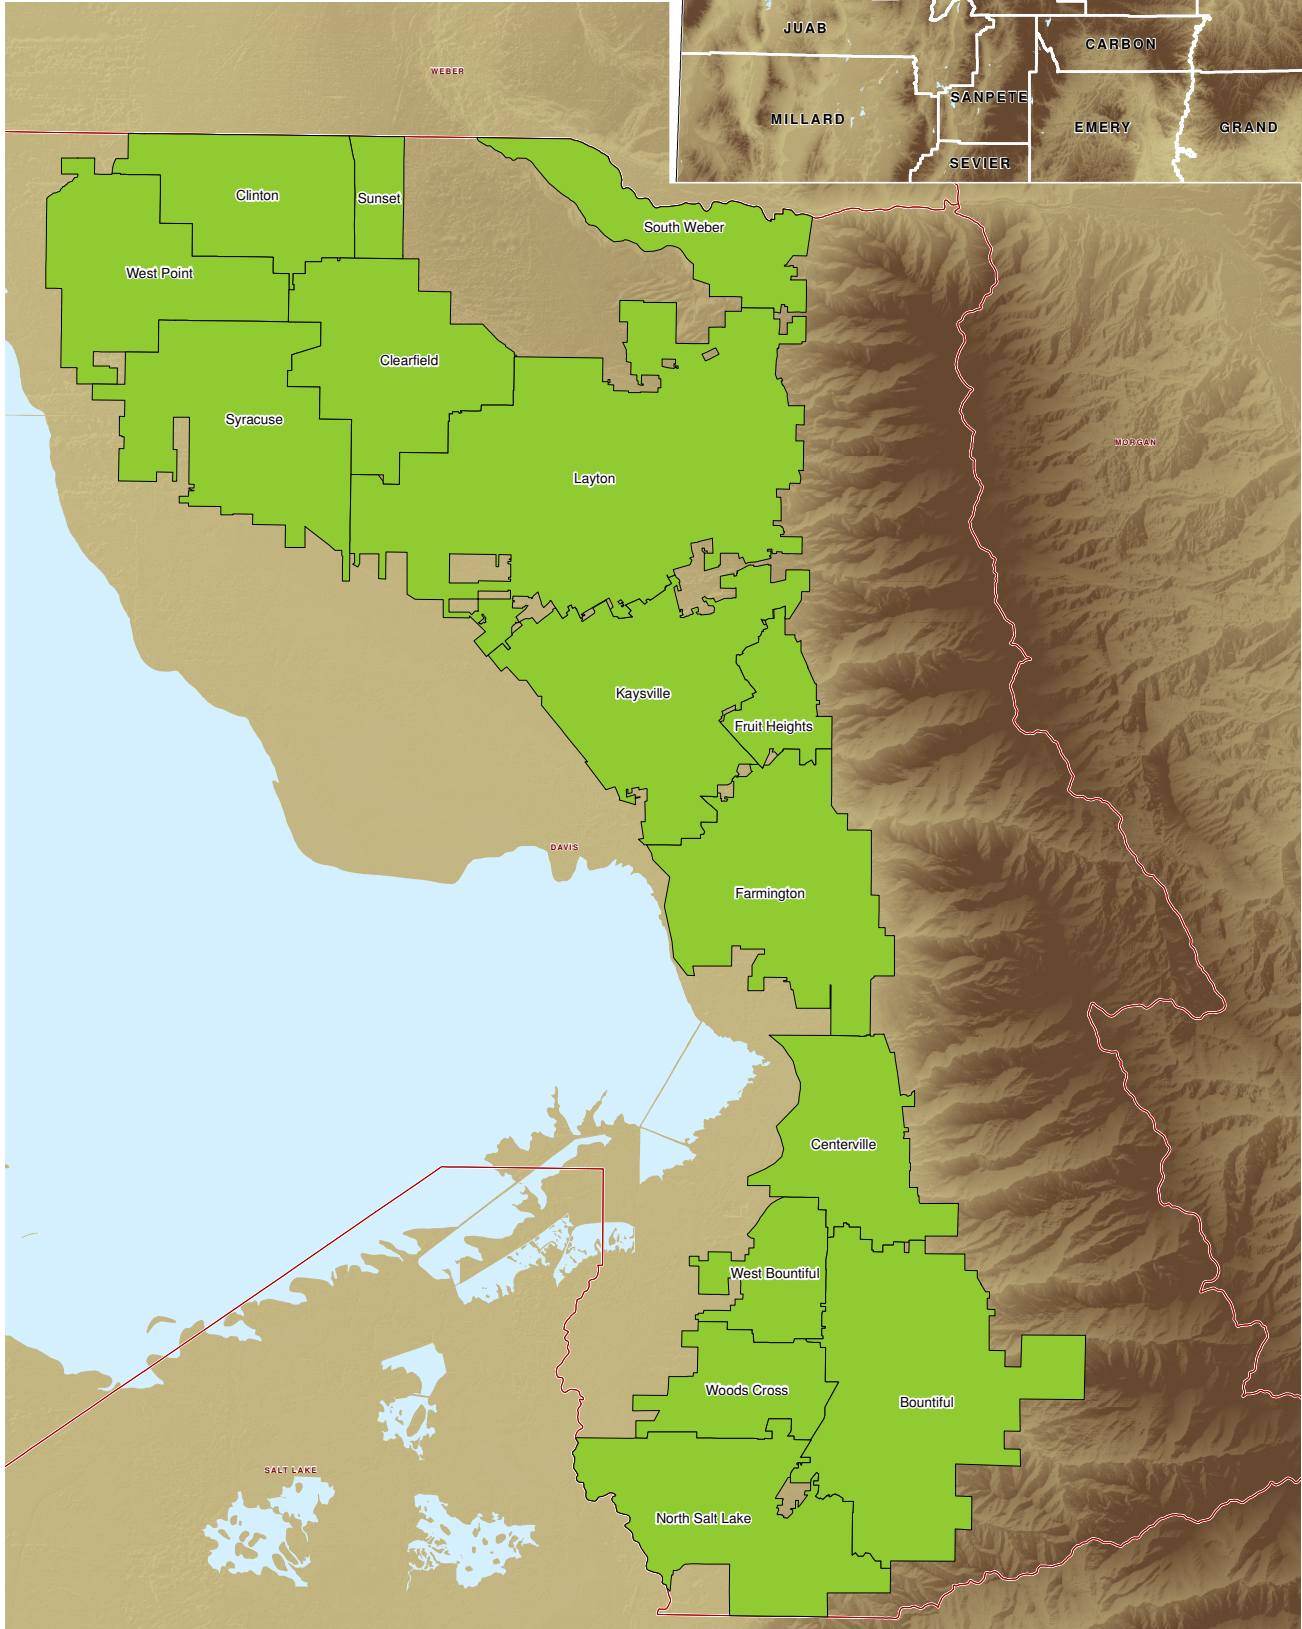 JUAB
CARBON
SANPETE
MILLARD
EMERY
GRAND
SEVIER
WEBER
Clinton
Sunset
South Weber
West Point
Clearfield
Syracuse
MORGAN
Layton
Kaysville
Fruit Heights
DAVIS
Farmington
Centerville
West Bountiful
Woods Cross
Bountiful
SALT LAKE
North Salt Lake